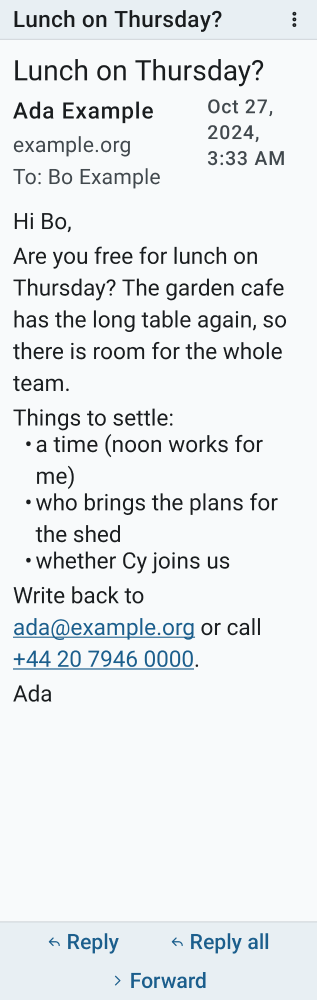 Lunch on Thursday?
Lunch on Thursday?
Ada Example
Oct 27,
2024,
3:33 AM
example.org
To: Bo Example
Hi Bo,
Are you free for lunch on
Thursday? The garden cafe
has the long table again, so
there is room for the whole
team.
Things to settle:
• a time (noon works for
me)
• who brings the plans for
the shed
• whether Cy joins us
Write back to
ada@example.org or call
+44 20 7946 0000.
Ada
Reply
Reply all
Forward